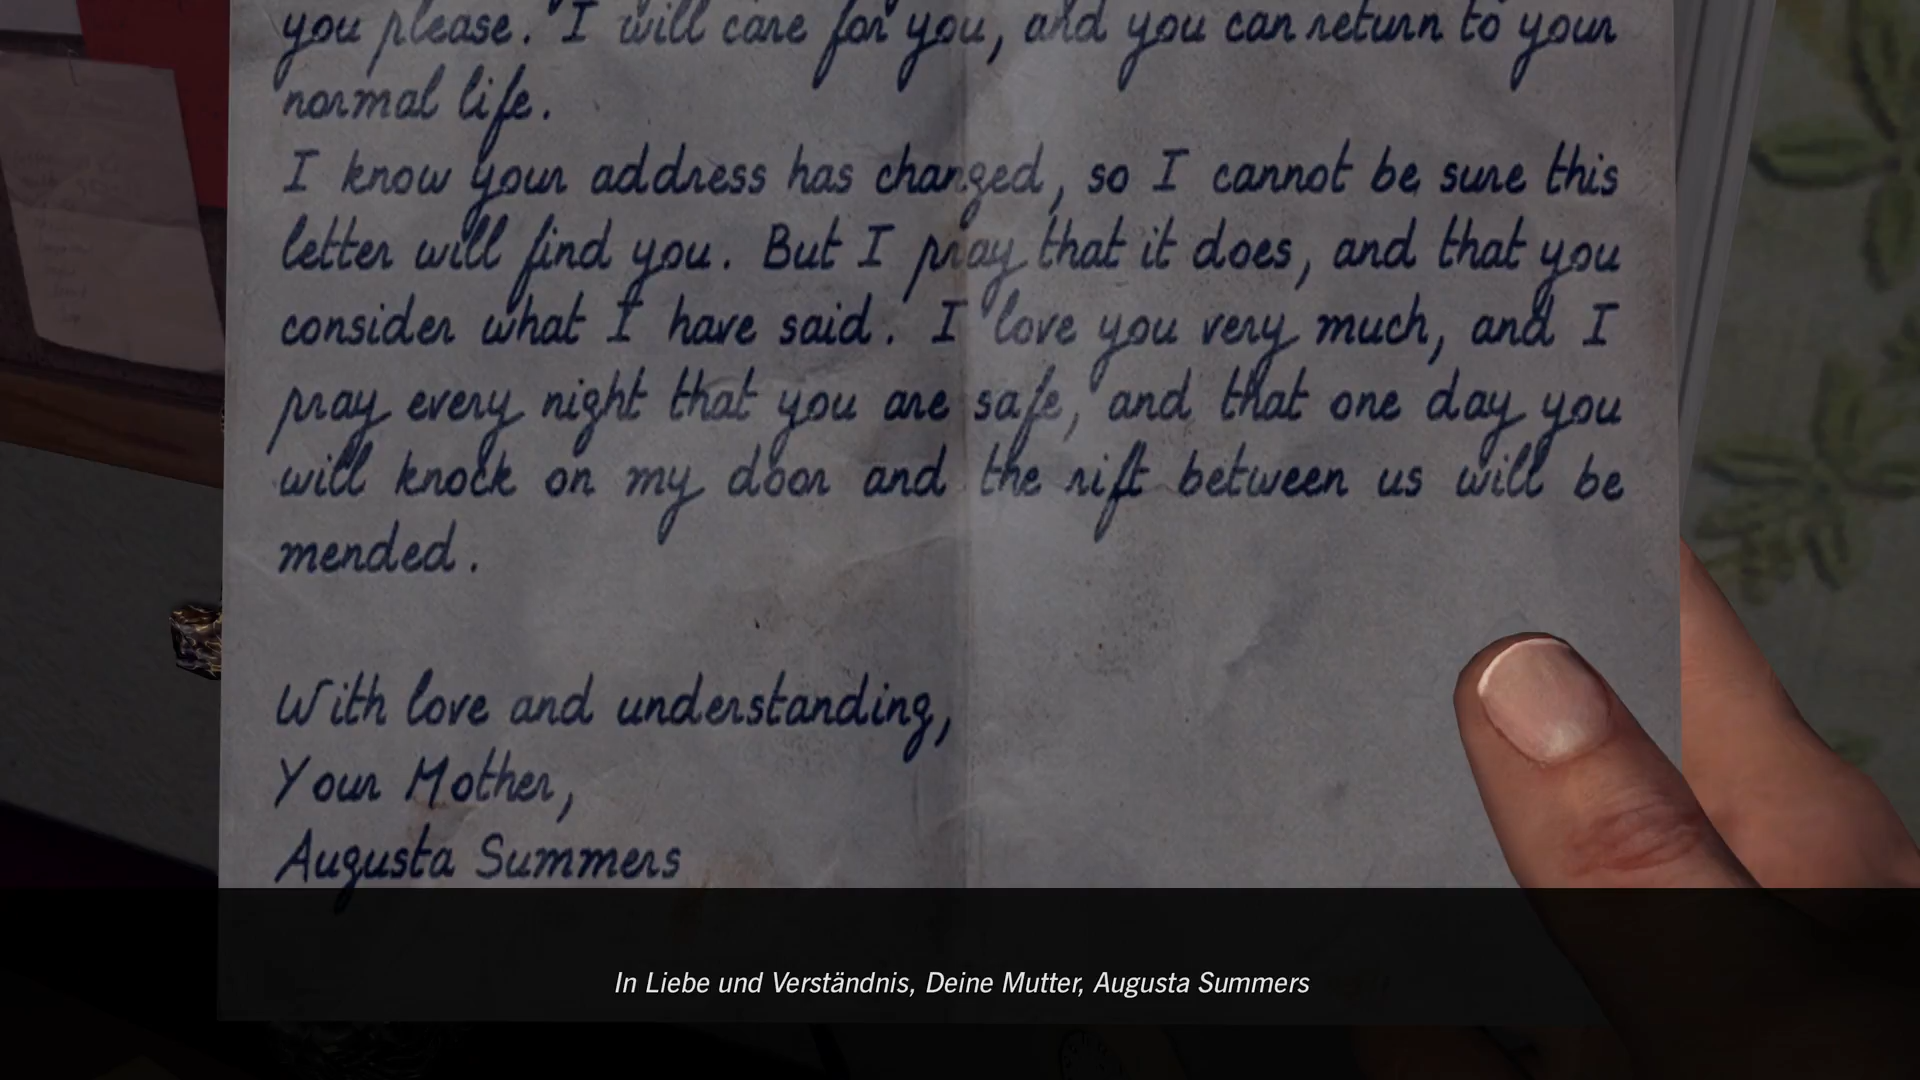 you please. I will care for you, and you can return to your
normal life.
I know your address has changed, so I cannot be sure this
letter will find you. But I pray that it does, and that you
consider what I have said. I love you very much, and I
pray every night that you are safe, and that one day you
will knock on my door and the rift between us will be
mended.
With love and understanding,
Your Mother,
Augusta Summers
In Liebe und Verständnis, Deine Mutter, Augusta Summers